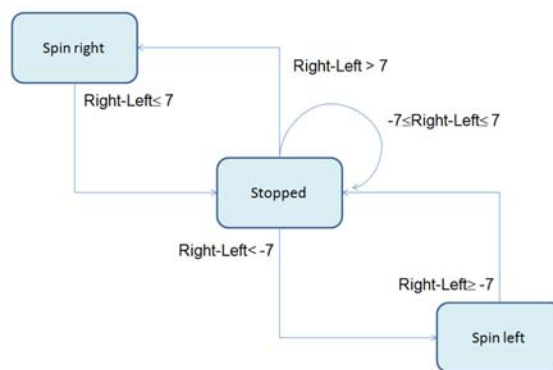 Spin right
Right-Left > 7
Right-Left≤ 7
-7≤Right-Left≤ 7
Stopped
Right-Left< -7
Right-Left≥ -7
Spin left